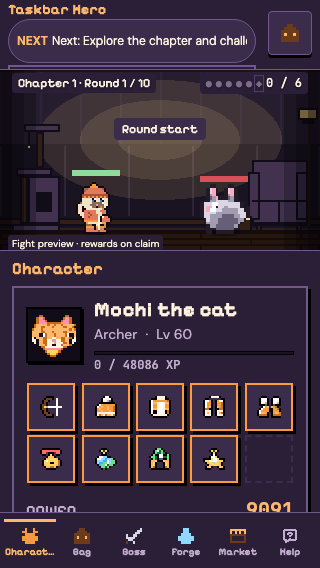 Taskbar Hero
NEXT Next: Explore the chapter and challe
Chapter 1 · Round 1 / 10
0 / 6
Round start
Fight preview · rewards on claim
Character
Mochi the cat
Archer · Lv 60
0 / 48086 XP
POWER
9091
Charact…
Bag
Boss
Forge
Market
Help